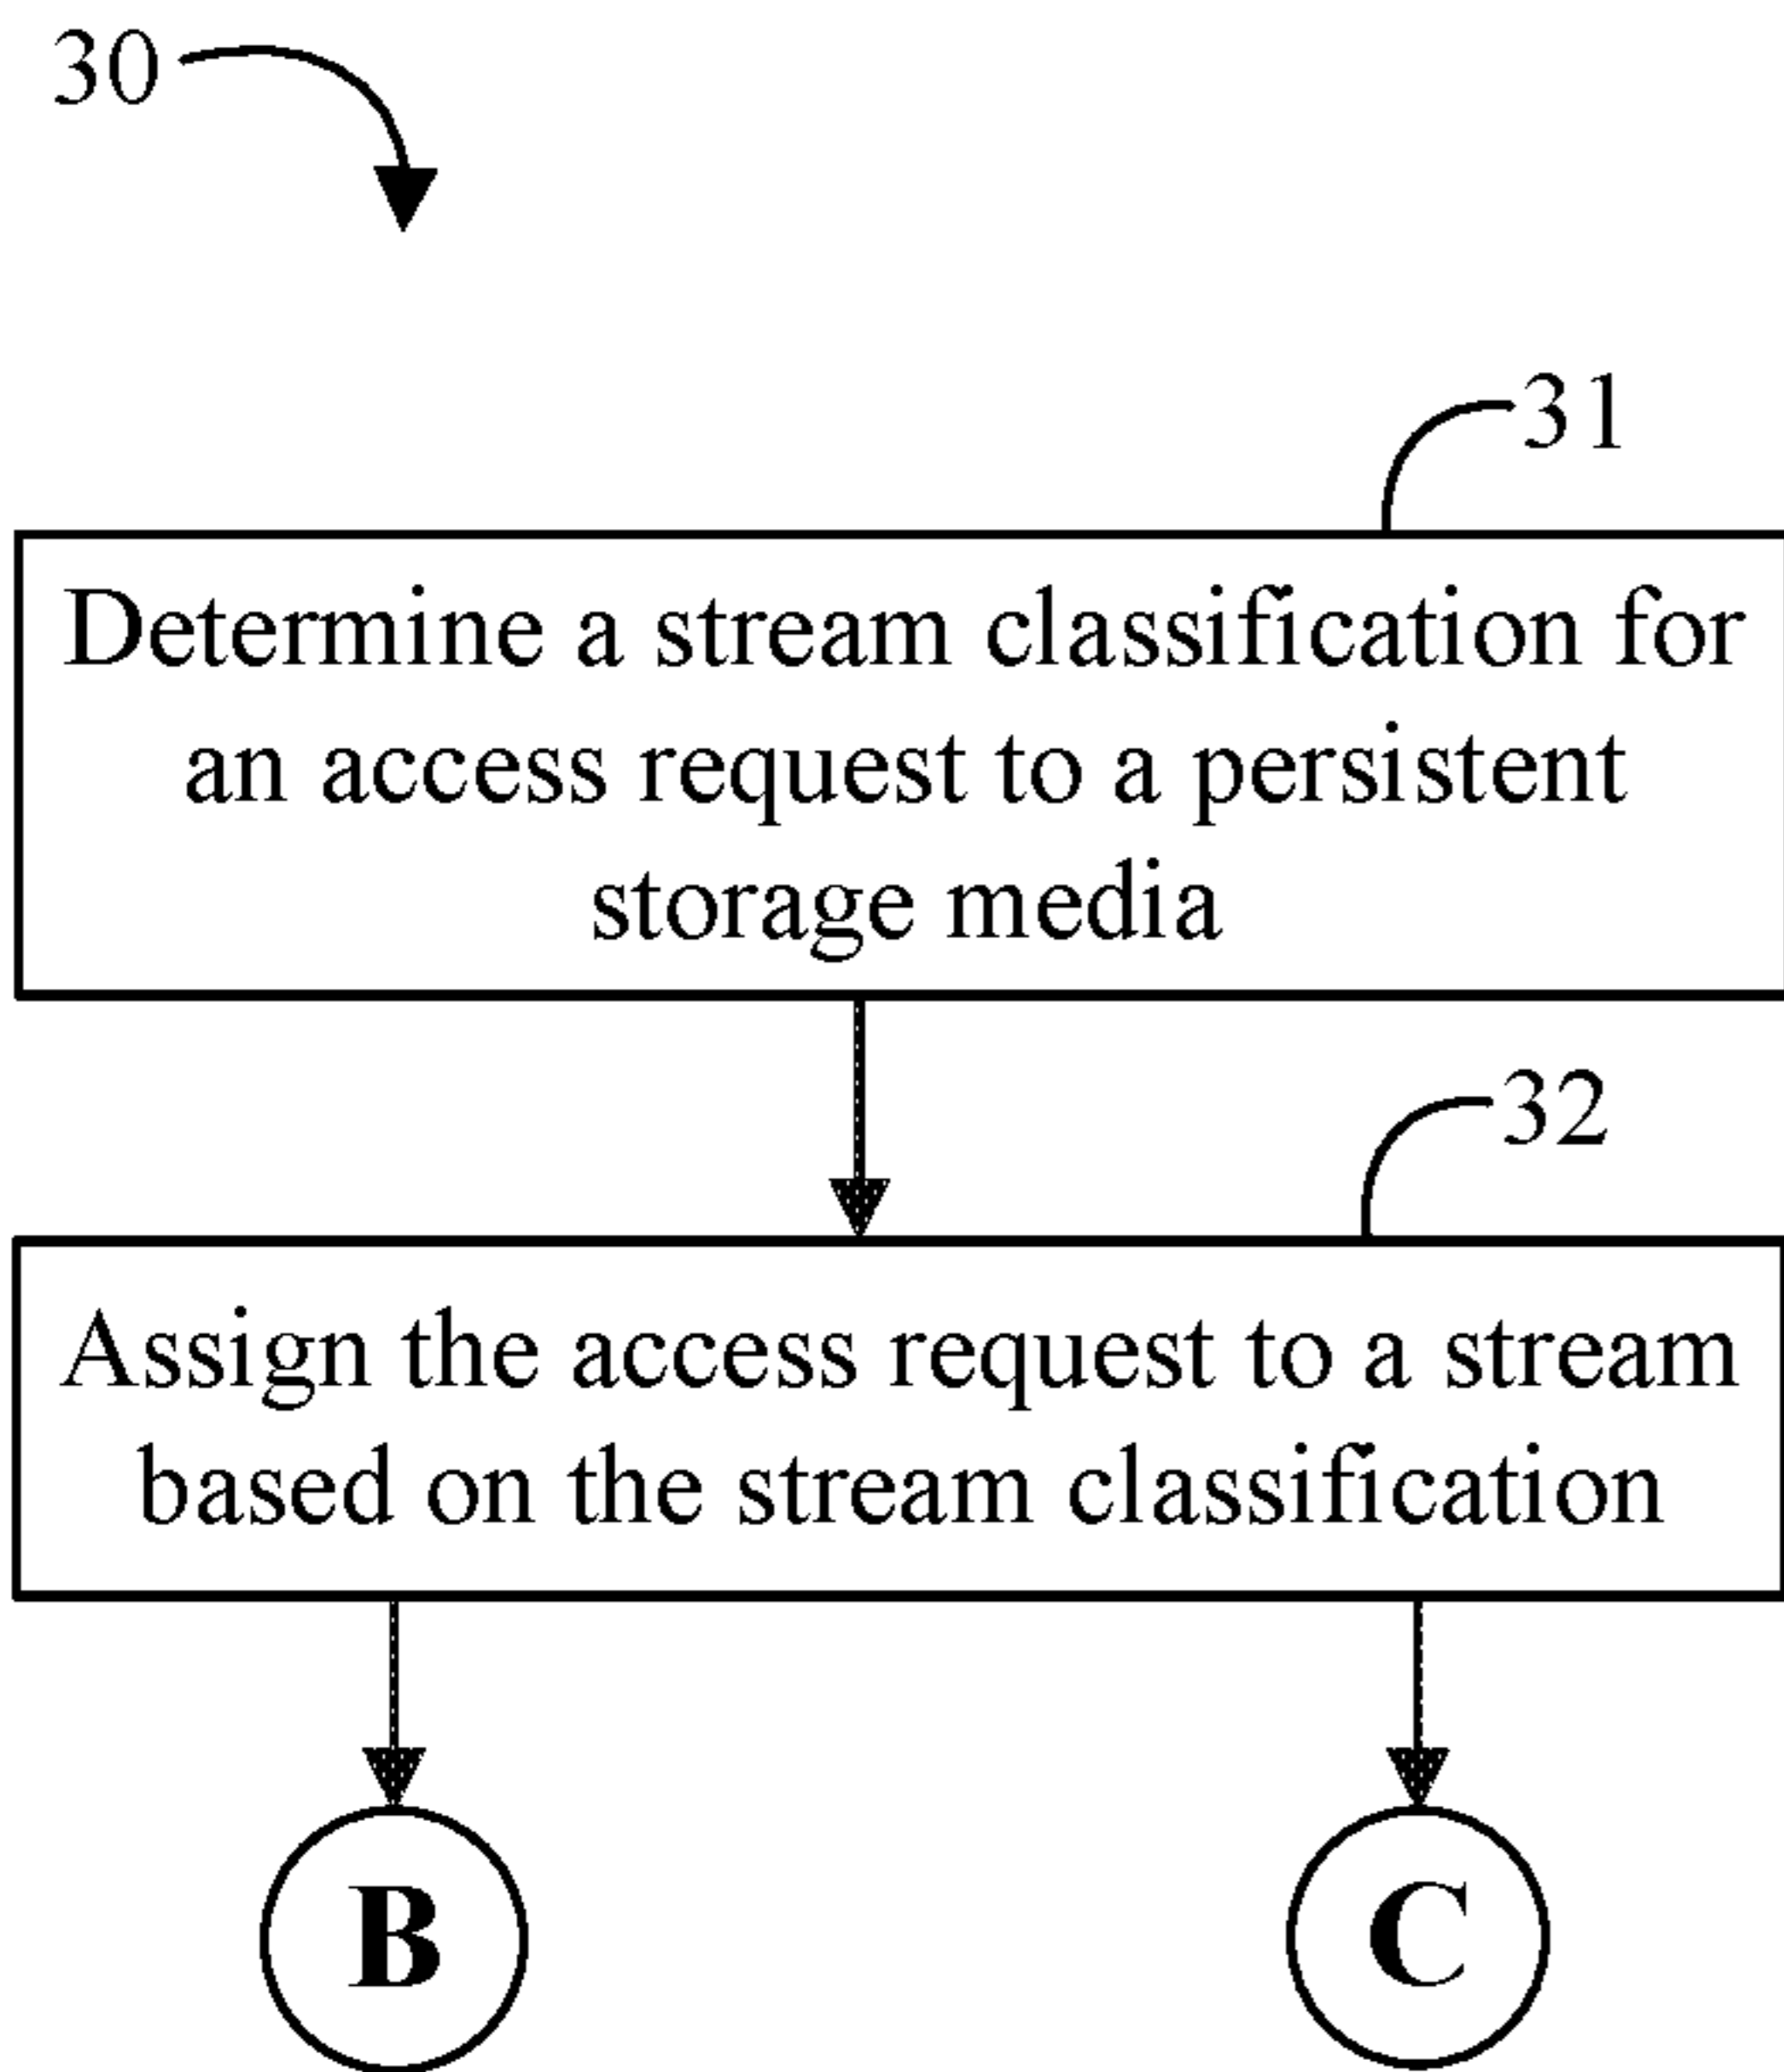 30
31
Determine a stream classification for
an access request to a persistent
storage media
32
Assign the access request to a stream
based on the stream classification
B
C